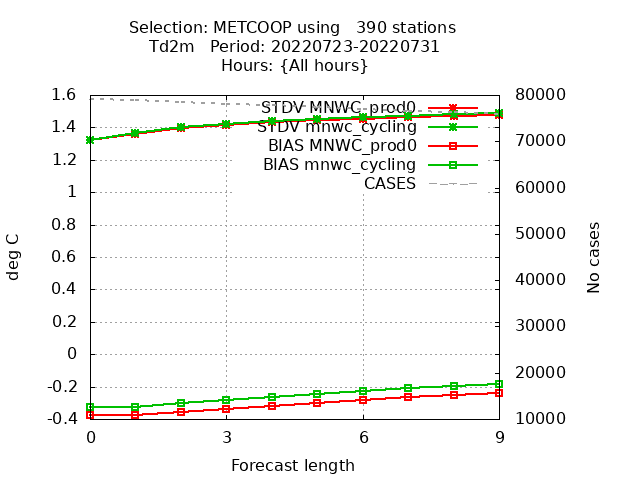 Selection: METCOOP using   390 stations
Td2m   Period: 20220723-20220731
Hours: {All hours}
STDV MNWC_prod0
STDV mnwc_cycling
BIAS MNWC_prod0
BIAS mnwc_cycling
CASES
1.6
1.4
1.2
1
0.8
0.6
0.4
0.2
0
-0.2
-0.4
deg C
80000
70000
60000
50000
40000
30000
20000
10000
No cases
0
3
6
9
Forecast length